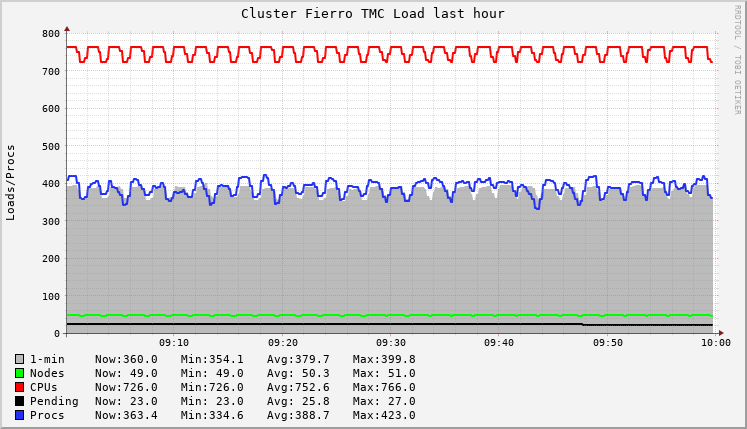 Cluster Fierro TMC Load last hour
RRDTOOL / TOBI OETIKER
Loads/Procs
800
700
600
500
400
300
200
100
0
09:10 09:20 09:30 09:40 09:50 10:00
1-min Now:360.0 Min:354.1 Avg:379.7 Max:399.8
Nodes Now: 49.0 Min: 49.0 Avg: 50.3 Max: 51.0
CPUs Now:726.0 Min:726.0 Avg:752.6 Max:766.0
Pending Now: 23.0 Min: 23.0 Avg: 25.8 Max: 27.0
Procs Now:363.4 Min:334.6 Avg:388.7 Max:423.0